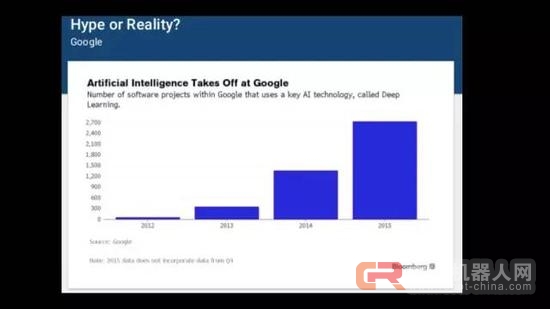 Hype or Reality?
Google
Artificial Intelligence Takes Off at Google
Number of software projects within Google that uses a key AI technology, called Deep
Learning.
2,700
2,400
2,100
1,800
1,500
1,200
900
600
300
0
2012
2013
2014
2015
Source: Google
Note: 2015 data does not incorporate data from Q4
Bloomberg
机器人网
ot-china.com